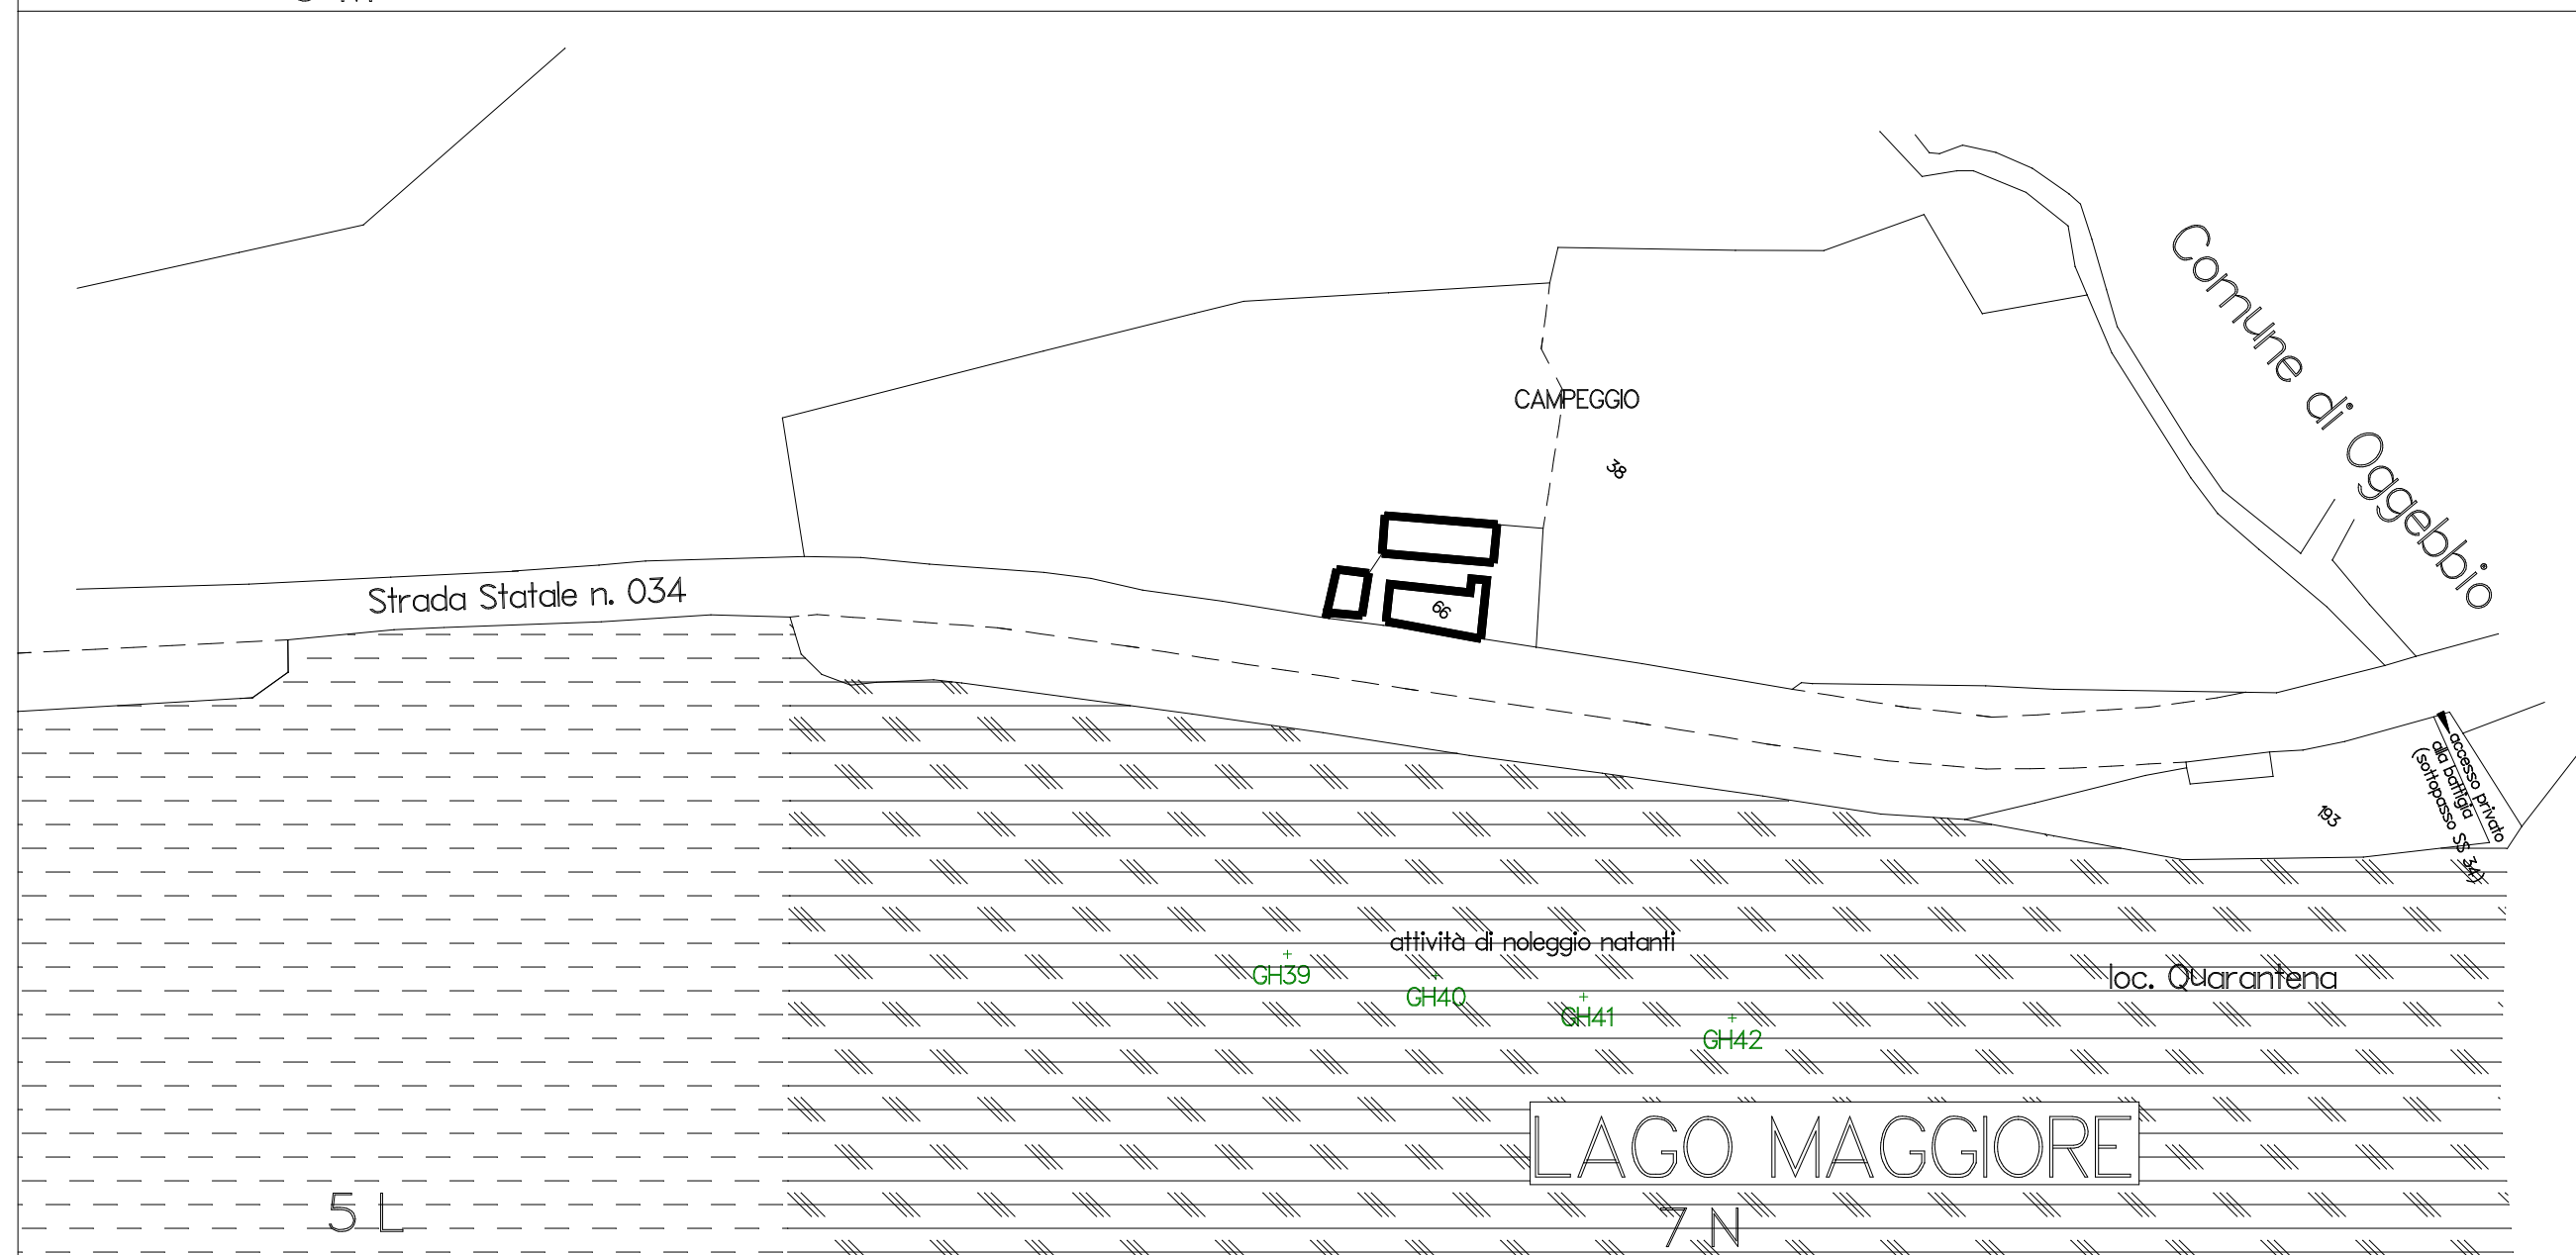 Comune di Oggebbio
CAMPEGGIO
38
Strada Statale n. 034
66
accesso privato
alla battigia
(sottopasso SS 34)
193
attività di noleggio natanti
GH39
GH40
GH41
GH42
loc. Quarantena
LAGO MAGGIORE
5 L
7 N